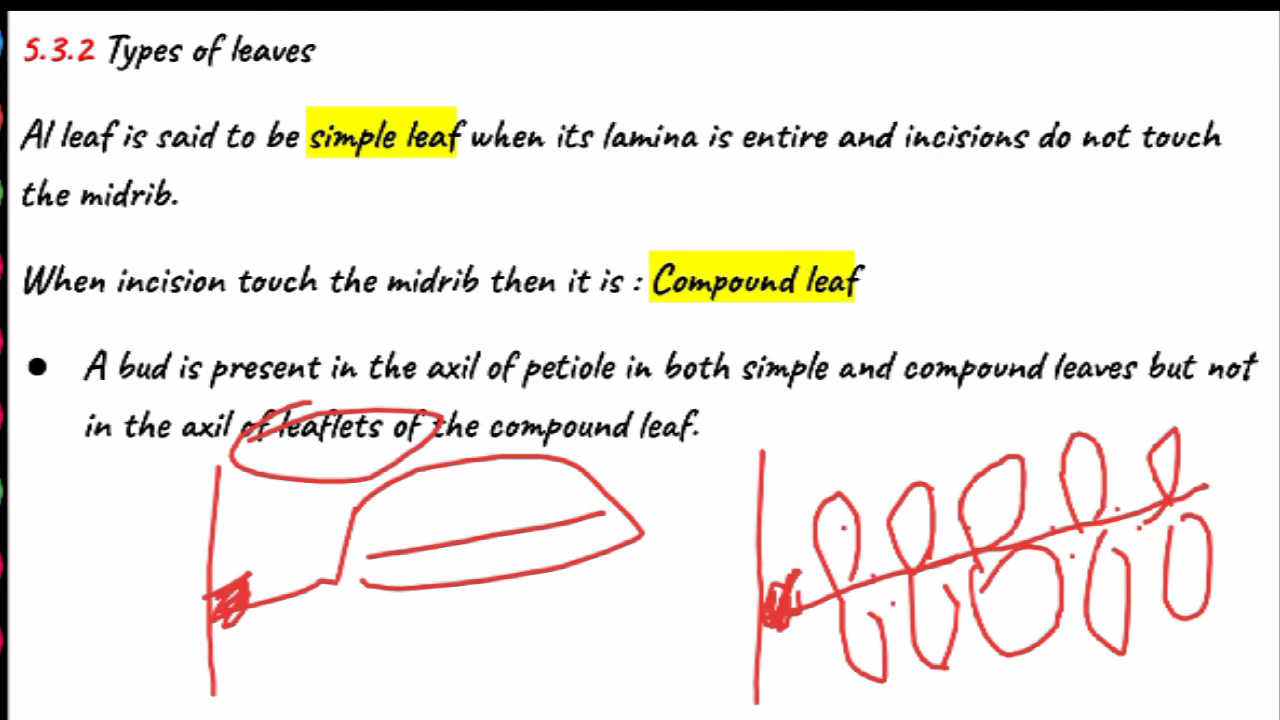 5.3.2 Types of leaves
Al leaf is said to be simple leaf when its lamina is entire and incisions do not touch
the midrib.
When incision touch the midrib then it is : Compound leaf
● A bud is present in the axil of petiole in both simple and compound leaves but not
in the axil of leaflets of the compound leaf.